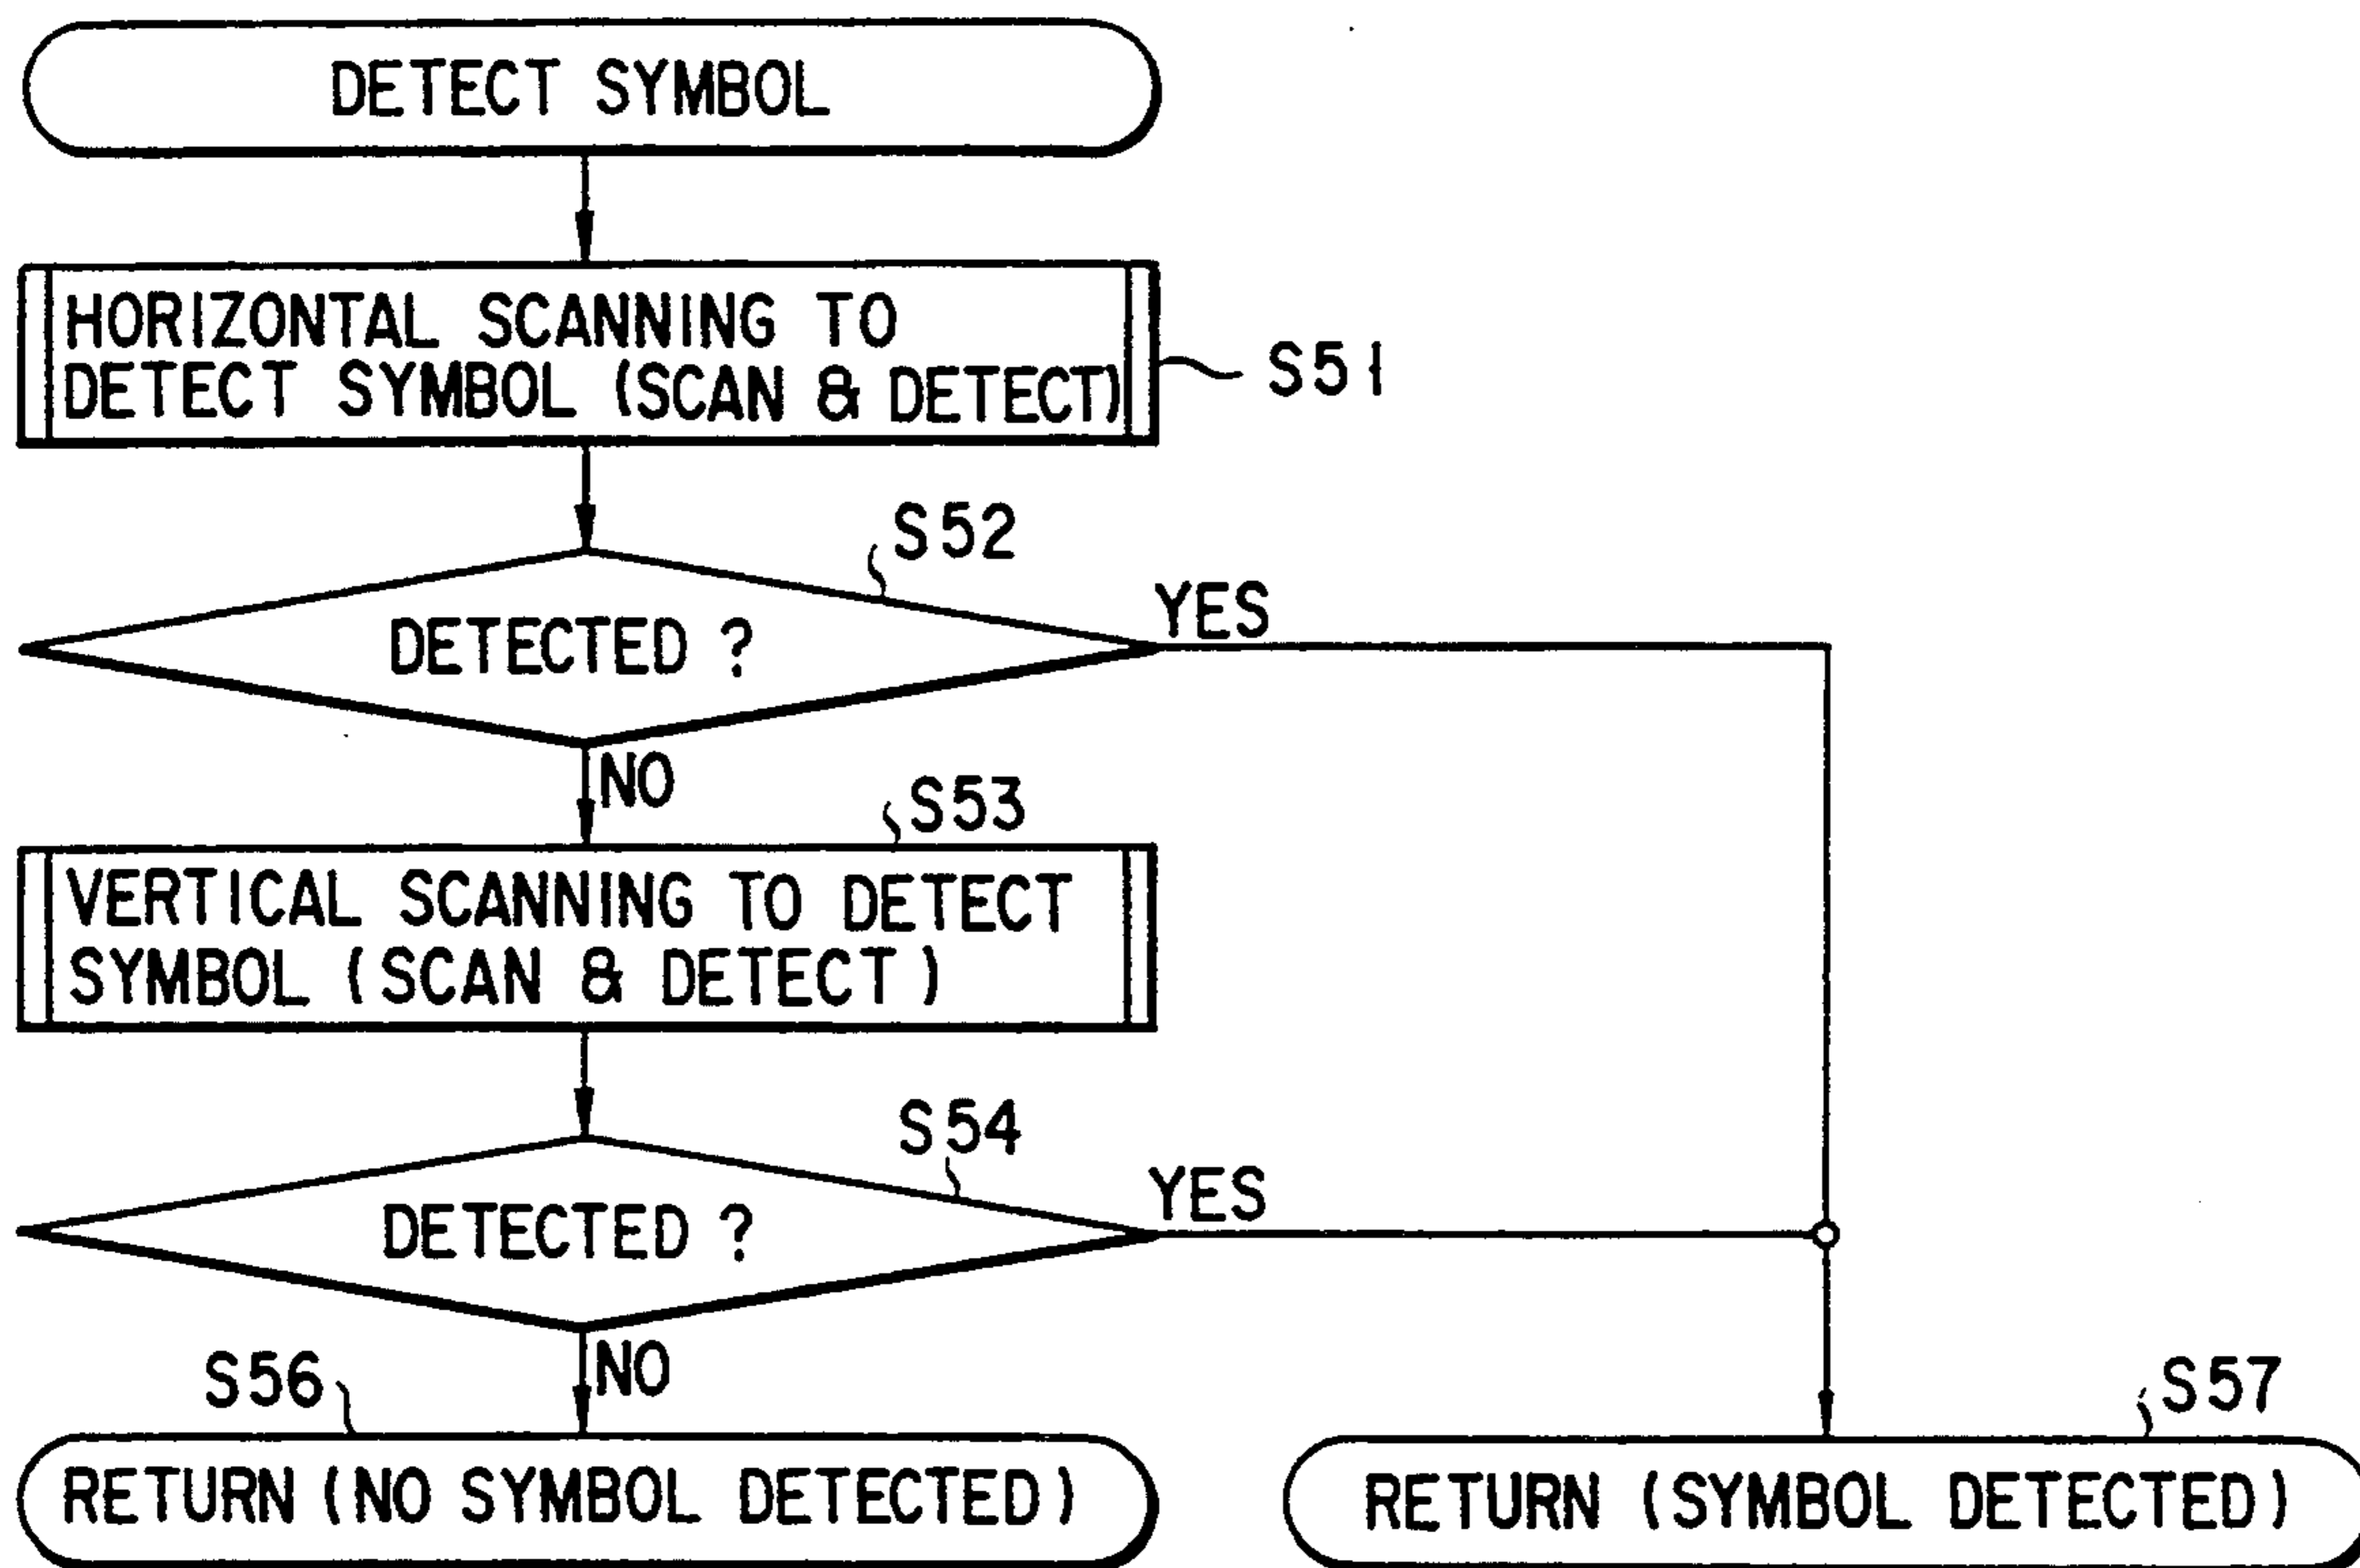 DETECT SYMBOL
HORIZONTAL SCANNING TO
DETECT SYMBOL (SCAN & DETECT)
S51
S52
DETECTED ?
YES
NO
S53
VERTICAL SCANNING TO DETECT
SYMBOL (SCAN & DETECT)
S54
DETECTED ?
YES
NO
S56
RETURN (NO SYMBOL DETECTED)
S57
RETURN (SYMBOL DETECTED)